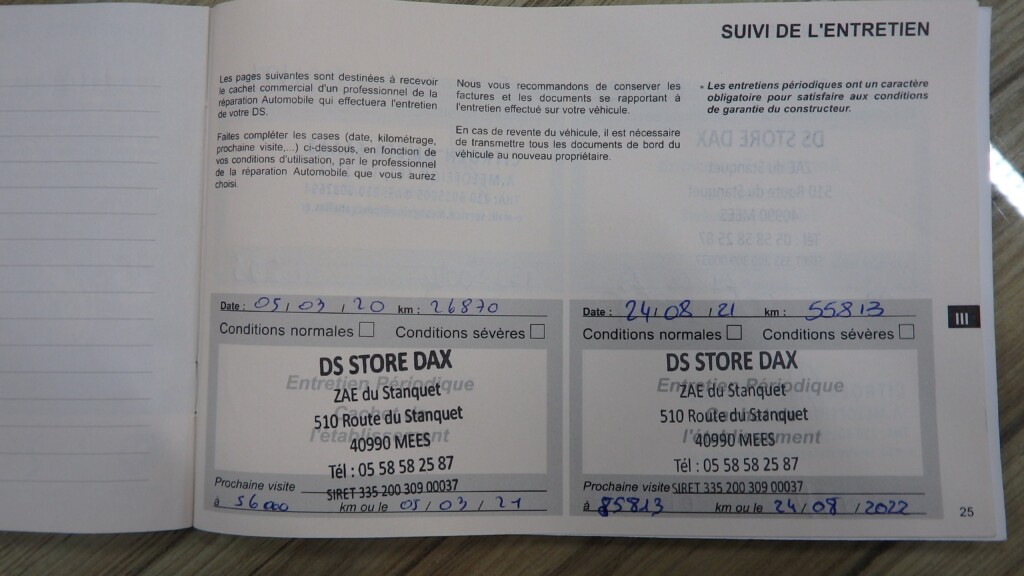 SUIVI DE L'ENTRETIEN
Les pages suivantes sont destinées à recevoir
le cachet commercial d'un professionnel de la
réparation Automobile qui effectuera l'entretien
de votre DS.
Faites compléter les cases (date, kilométrage,
prochaine visite,...) ci-dessous, en fonction de
vos conditions d'utilisation, par le professionnel
de la réparation Automobile que vous aurez
choisi.
Nous vous recommandons de conserver les
factures et les documents se rapportant à
l'entretien effectué sur votre véhicule.
En cas de revente du véhicule, il est nécessaire
de transmettre tous les documents de bord du
véhicule au nouveau propriétaire.
• Les entretiens périodiques ont un caractère
obligatoire pour satisfaire aux conditions
de garantie du constructeur.
Date : 05/03/20 km : 26870
Conditions normales Conditions sévères
DS STORE DAX
Entretien Périodique
ZAE du Stanquet
Cachet de
510 Route du Stanquet
l'établissement
40990 MEES
Tél : 05 58 58 25 87
Prochaine visite
SIRET 335 200 309 00037
à 56000 km ou le 05/03/21
Date : 24/08/21 km : 55813
Conditions normales Conditions sévères
DS STORE DAX
Entretien Périodique
ZAE du Stanquet
Cachet de
510 Route du Stanquet
l'établissement
40990 MEES
Tél : 05 58 58 25 87
Prochaine visite SIRET 335 200 309 00037
à 85813 km ou le 24/08/2022
III
25